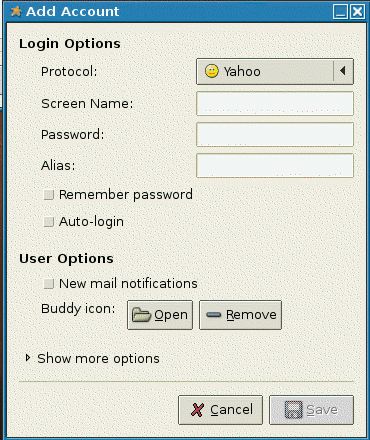 Add Account
Login Options
Protocol: Yahoo
Screen Name:
Password:
Alias:
Remember password
Auto-login
User Options
New mail notifications
Buddy icon: Open Remove
Show more options
Cancel Save